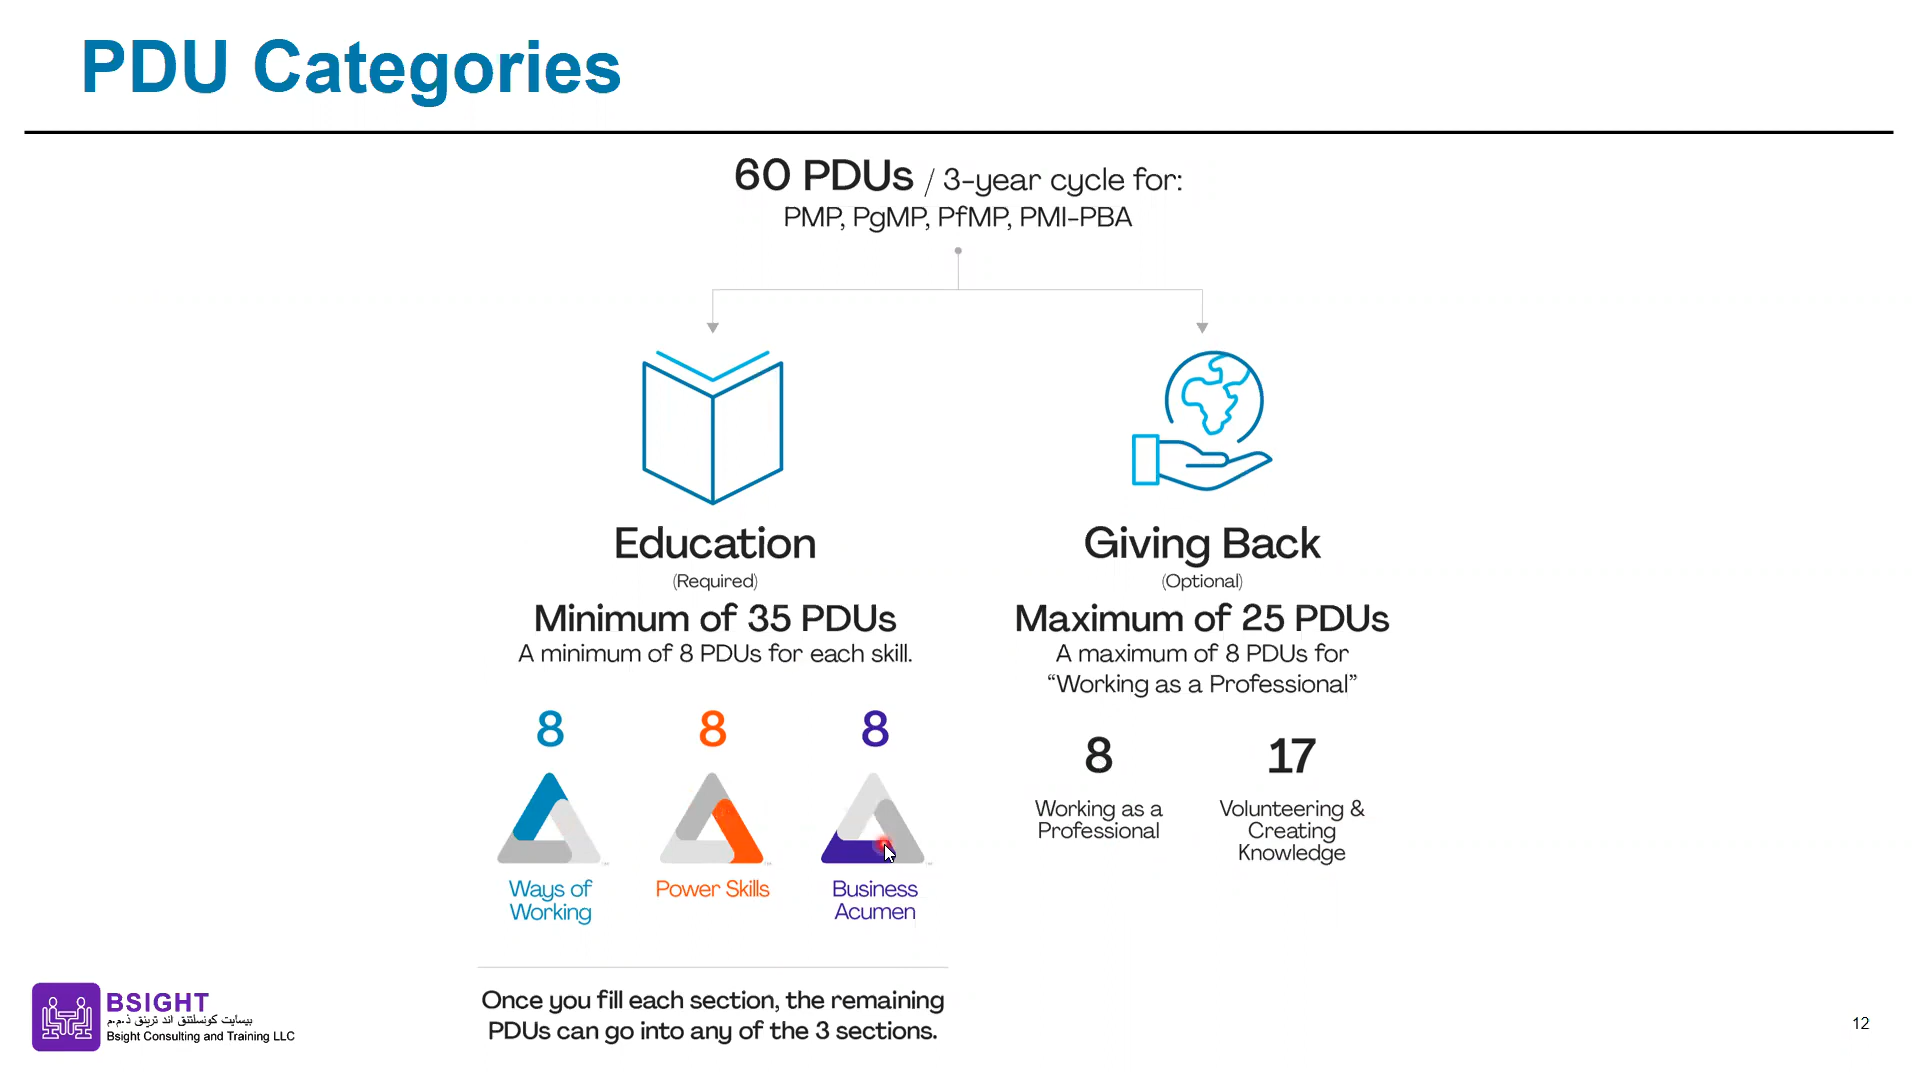 PDU Categories
60 PDUs / 3-year cycle for:
PMP, PgMP, PfMP, PMI-PBA
Education
(Required)
Minimum of 35 PDUs
A minimum of 8 PDUs for each skill.
8
8
8
Ways of
Working
Power Skills
Business
Acumen
Once you fill each section, the remaining
PDUs can go into any of the 3 sections.
Giving Back
(Optional)
Maximum of 25 PDUs
A maximum of 8 PDUs for
“Working as a Professional”
8
17
Working as a
Professional
Volunteering &
Creating
Knowledge
BSIGHT
بيسايت كونسلتنق اند ترينق ذ.م.م
Bsight Consulting and Training LLC
12